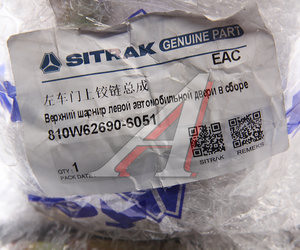 SITRAK GENUINE PART
EAC
左车门上铰链总成
Верхний шарнир левой автомобильной двери в сборе
810W62690-6051
QTY 1
PACK DATE
SITRAK
REMEKS